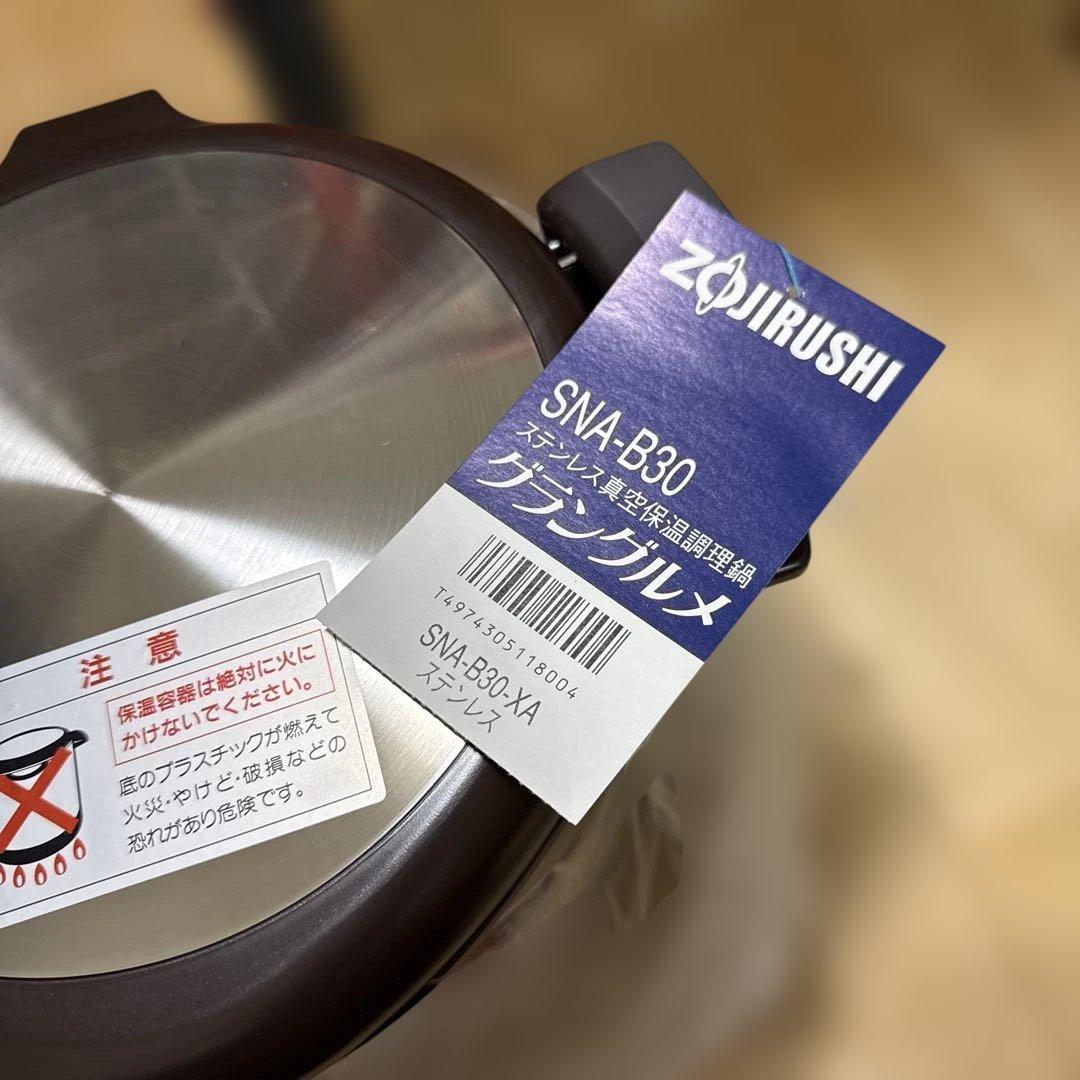 ZOJIRUSHI
SNA-B30
ステンレス真空保温調理鍋
グラングルメ
T4974305118004
SNA-B30-XA
ステンレス
注意
保温容器は絶対に火に
かけないでください。
底のプラスチックが燃えて
火災・やけど・破損などの
恐れがあり危険です。